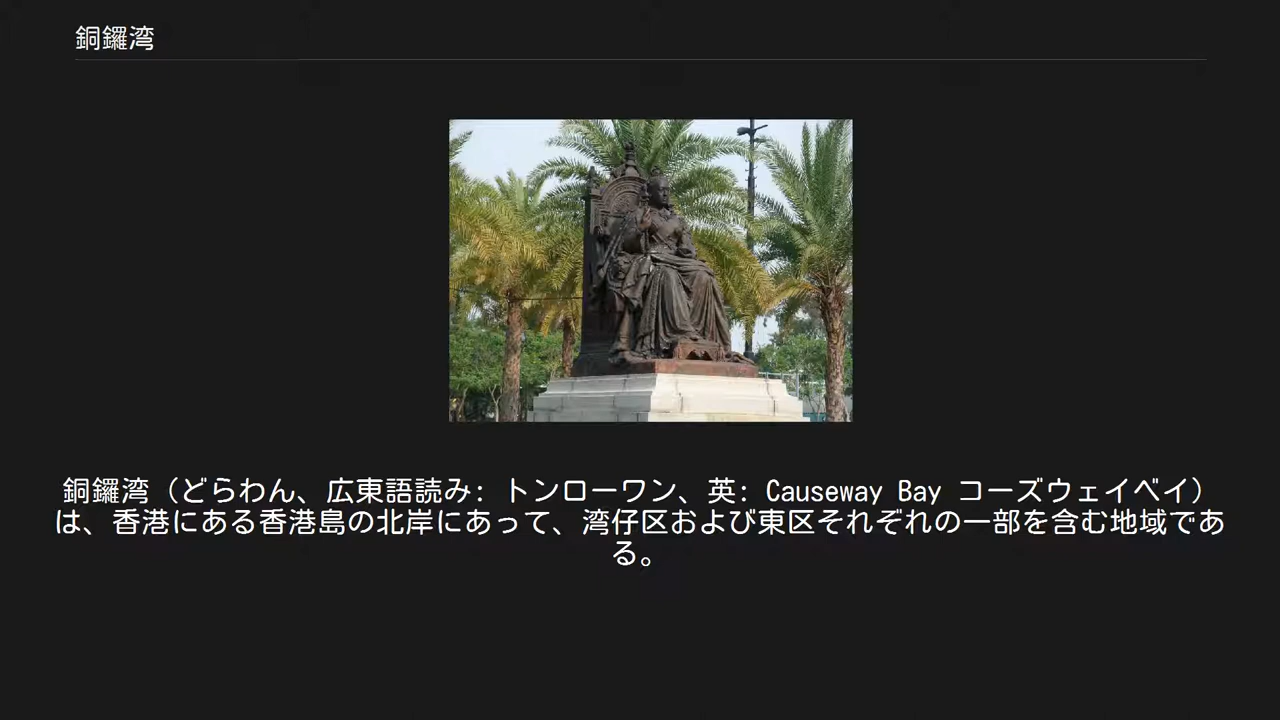 銅鑼湾
銅鑼湾（どらわん、広東語読み: トンローワン、英: Causeway Bay コーズウェイベイ）
は、香港にある香港島の北岸にあって、湾仔区および東区それぞれの一部を含む地域であ
る。